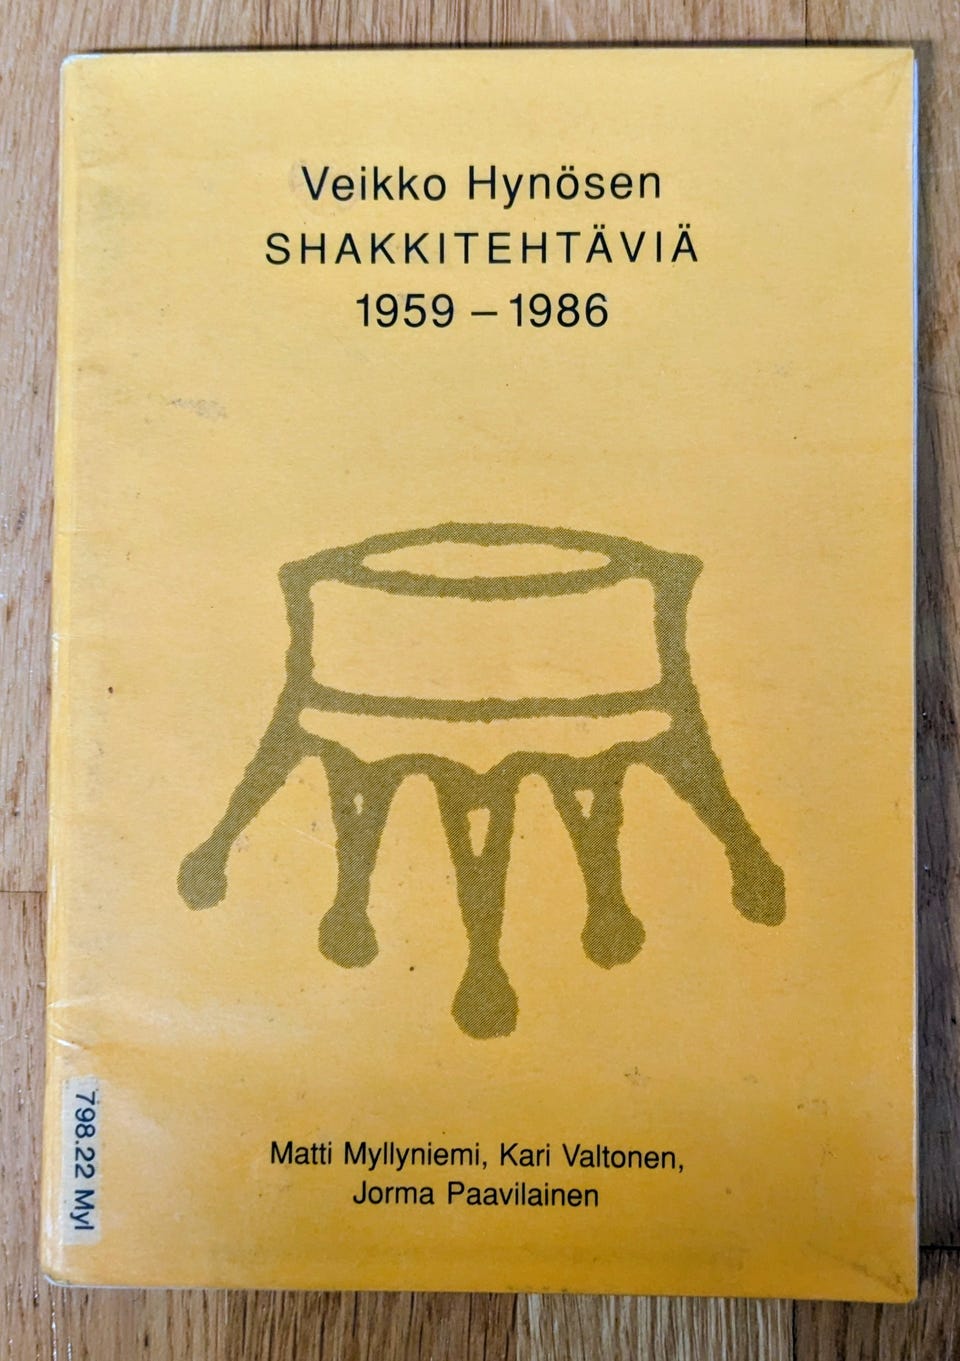 Veikko Hynösen
SHAKKITEHTÄVIÄ
1959 – 1986
Matti Myllyniemi, Kari Valtonen,
Jorma Paavilainen
798.22 Myl